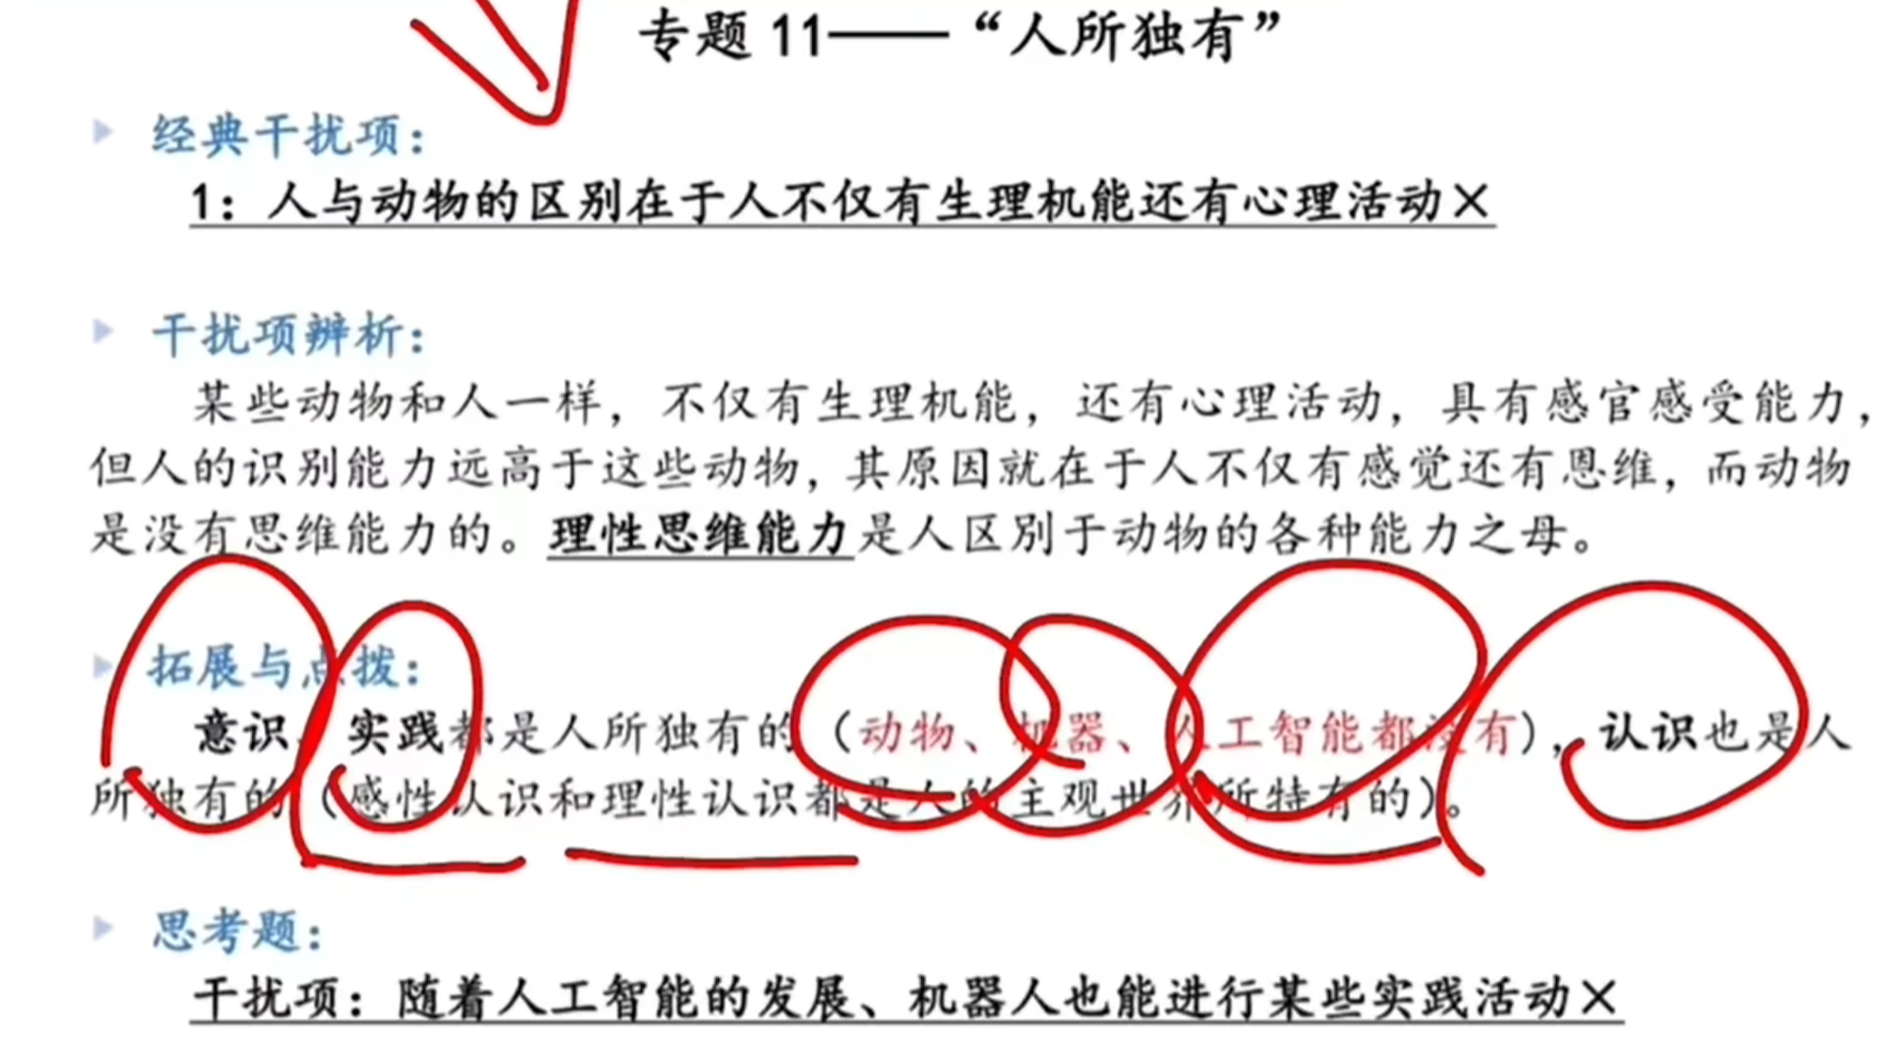 专题 11——“人所独有”
经典干扰项：
1：人与动物的区别在于人不仅有生理机能还有心理活动×
干扰项辨析：
某些动物和人一样，不仅有生理机能，还有心理活动，具有感官感受能力，
但人的识别能力远高于这些动物，其原因就在于人不仅有感觉还有思维，而动物
是没有思维能力的。理性思维能力是人区别于动物的各种能力之母。
拓展与点拨：
意识、实践都是人所独有的（动物、机器、人工智能都没有），认识也是人
所独有的（感性认识和理性认识都是人的主观世界所特有的）。
思考题：
干扰项：随着人工智能的发展、机器人也能进行某些实践活动×